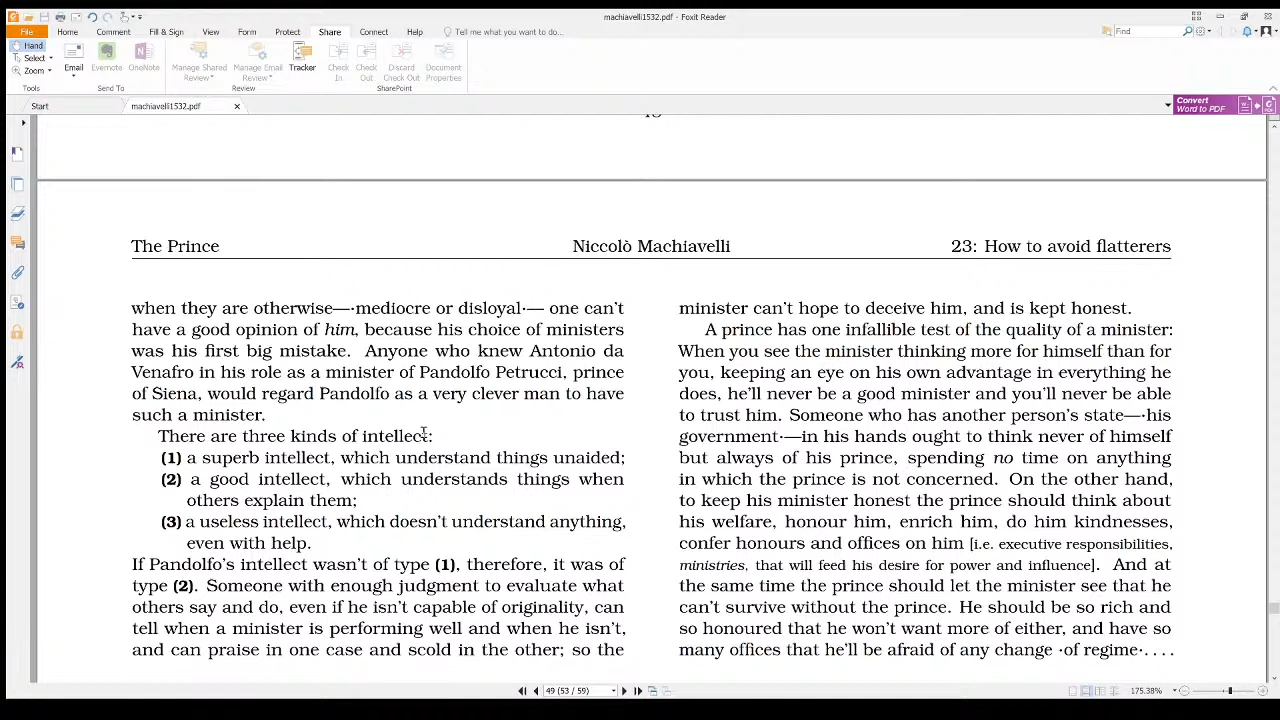 machiavelli1532.pdf - Foxit Reader
File Home Comment Fill & Sign View Form Protect Share Connect Help Tell me what you want to do... Find
Hand
Select
Zoom
Email
Evernote
OneNote
Manage Shared
Review
Manage Email
Review
Tracker
Check
In
Check
Out
Discard
Check Out
Document
Properties
Tools
Send To
Review
SharePoint
Start
machiavelli1532.pdf
Convert
Word to PDF
The Prince
Niccolò Machiavelli
23: How to avoid flatterers
when they are otherwise—·mediocre or disloyal·— one can't
have a good opinion of him, because his choice of ministers
was his first big mistake. Anyone who knew Antonio da
Venafro in his role as a minister of Pandolfo Petrucci, prince
of Siena, would regard Pandolfo as a very clever man to have
such a minister.
There are three kinds of intellect:
(1) a superb intellect, which understand things unaided;
(2) a good intellect, which understands things when
others explain them;
(3) a useless intellect, which doesn't understand anything,
even with help.
If Pandolfo's intellect wasn't of type (1), therefore, it was of
type (2). Someone with enough judgment to evaluate what
others say and do, even if he isn't capable of originality, can
tell when a minister is performing well and when he isn't,
and can praise in one case and scold in the other; so the
minister can't hope to deceive him, and is kept honest.
A prince has one infallible test of the quality of a minister:
When you see the minister thinking more for himself than for
you, keeping an eye on his own advantage in everything he
does, he'll never be a good minister and you'll never be able
to trust him. Someone who has another person's state—·his
government·—in his hands ought to think never of himself
but always of his prince, spending no time on anything
in which the prince is not concerned. On the other hand,
to keep his minister honest the prince should think about
his welfare, honour him, enrich him, do him kindnesses,
confer honours and offices on him [i.e. executive responsibilities,
ministries, that will feed his desire for power and influence]. And at
the same time the prince should let the minister see that he
can't survive without the prince. He should be so rich and
so honoured that he won't want more of either, and have so
many offices that he'll be afraid of any change ·of regime·. . . .
49 (53 / 59)
175.38%